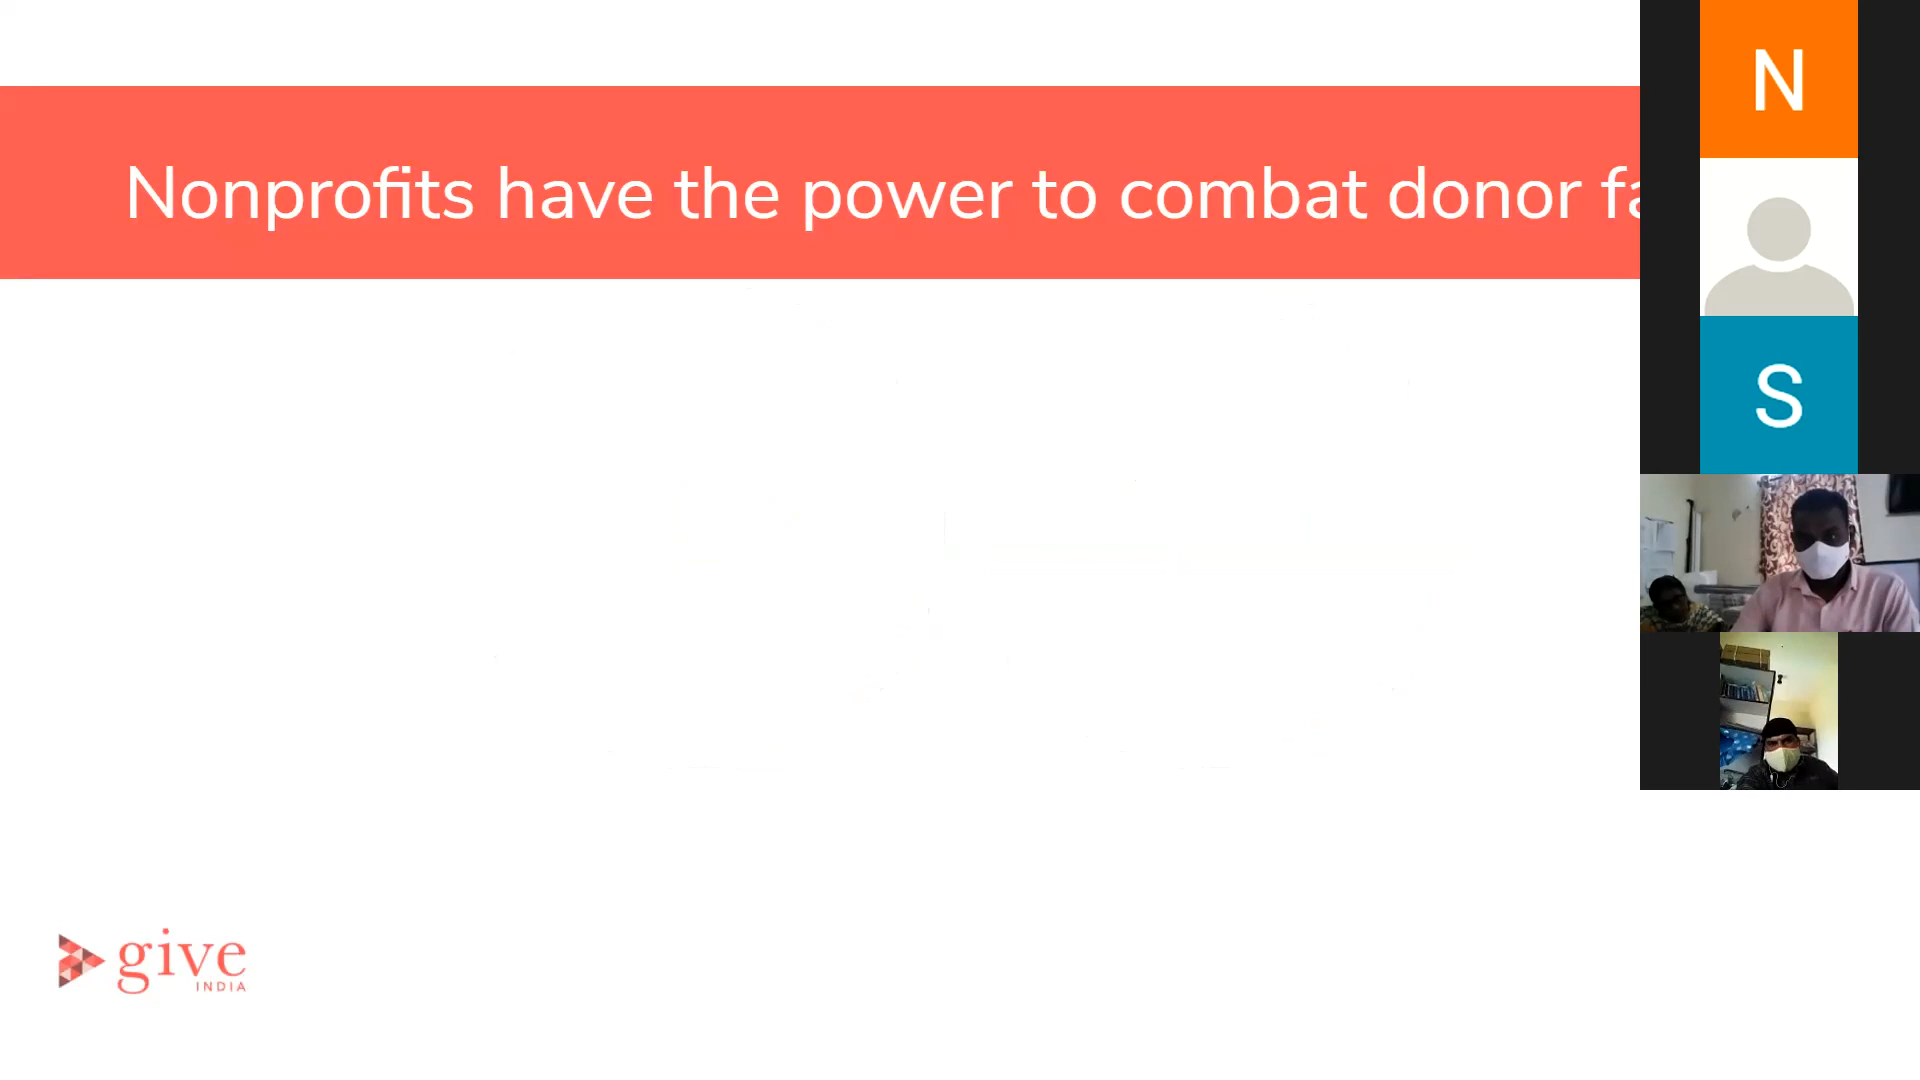 Nonprofits have the power to combat donor
N
S
give
INDIA